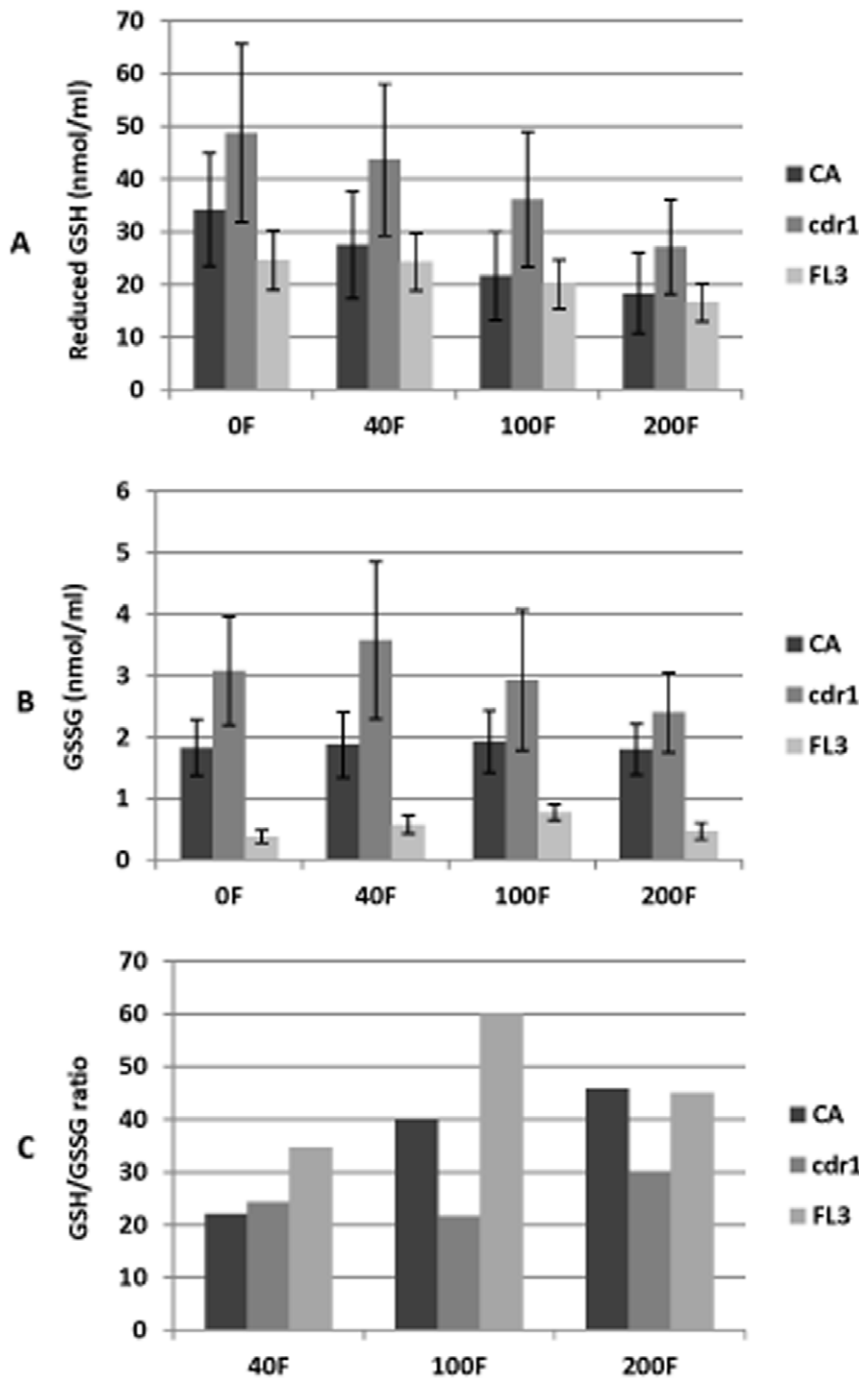 A
Reduced GSH (nmol/ml)
70
60
50
40
30
20
10
0
0F 40F 100F 200F
CA
cdr1
FL3
B
GSSG (nmol/ml)
6
5
4
3
2
1
0
0F 40F 100F 200F
CA
cdr1
FL3
C
GSH/GSSG ratio
70
60
50
40
30
20
10
0
40F 100F 200F
CA
cdr1
FL3